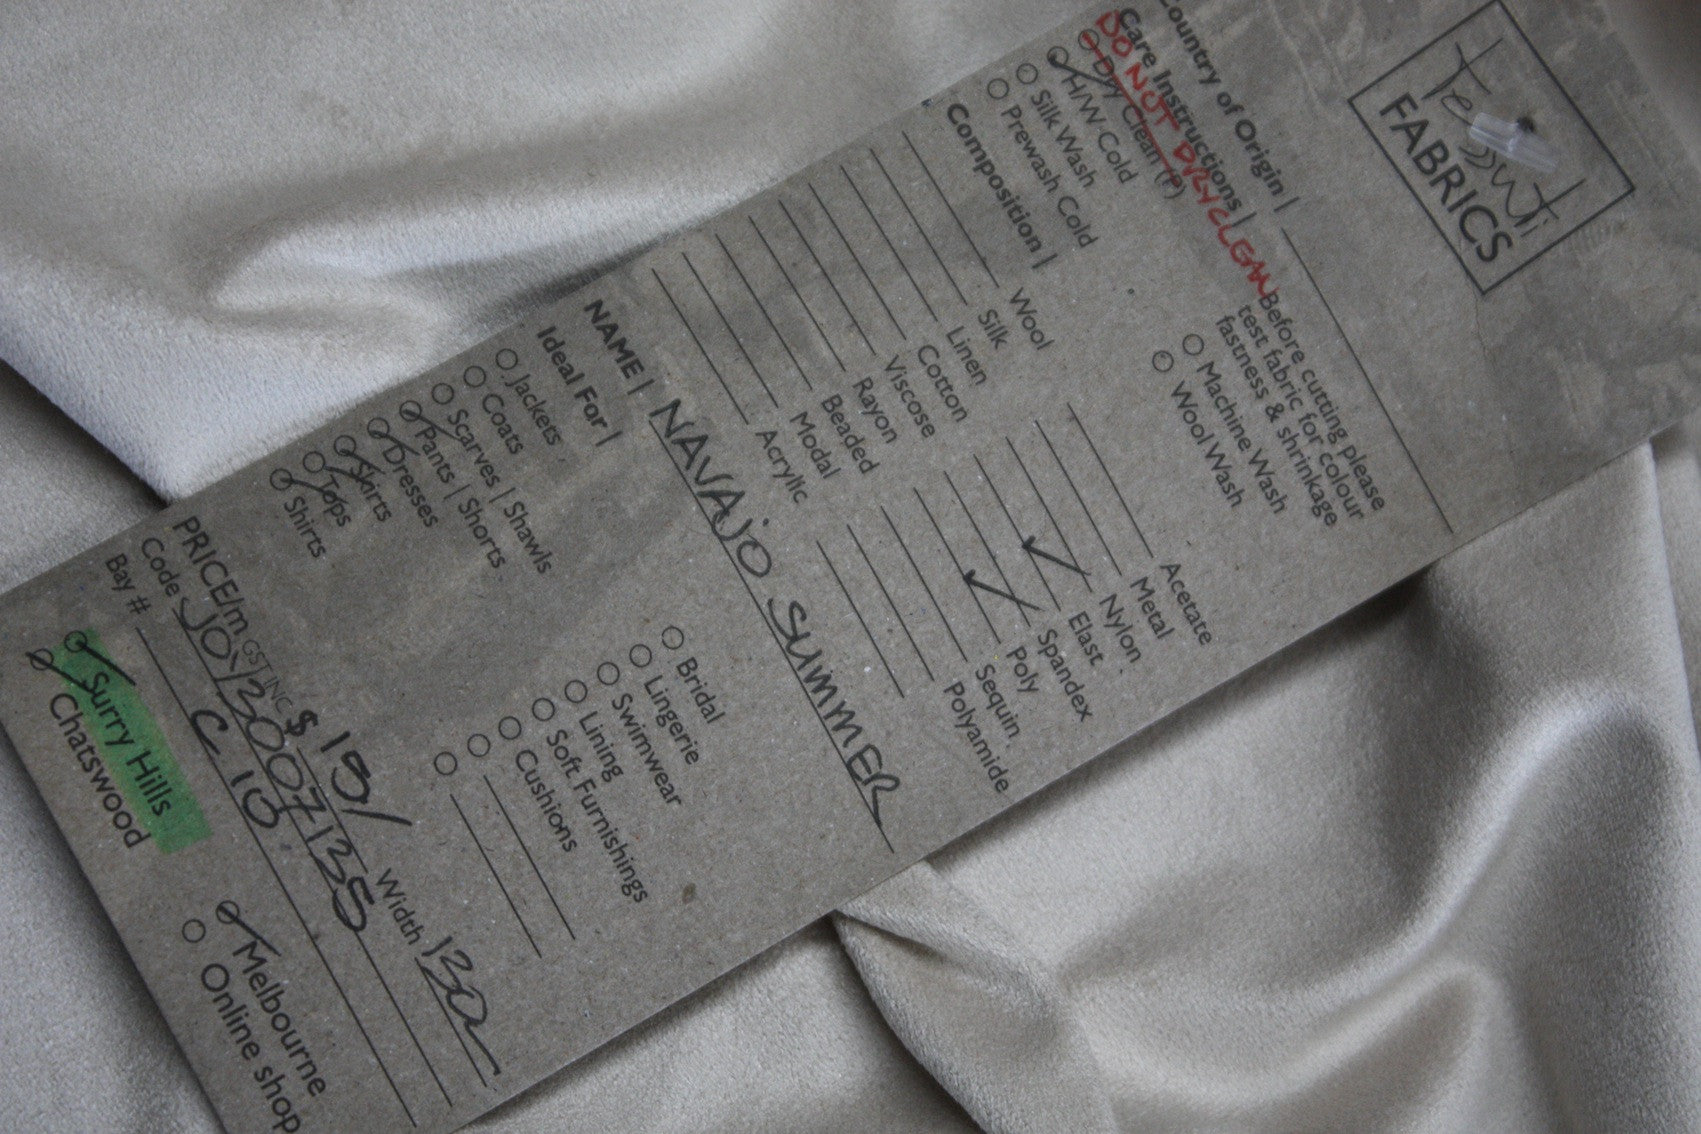 Tessuti
FABRICS
Country of Origin |
Care Instructions |
DO NOT DRYCLEAN
Before cutting please
test fabric for colour
fastness & shrinkage
Dry Clean (P)
H/W Cold
Silk Wash
Prewash Cold
Machine Wash
Wool Wash
Composition |
Wool
Silk
Linen
Cotton
Viscose
Rayon
Beaded
Modal
Acrylic
Acetate
Metal
Nylon
Elast
Spandex
Poly
Sequin
Polyamide
NAME | NAVAJO SUMMER
Ideal For |
Jackets
Coats
Scarves | Shawls
Pants | Shorts
Dresses
Skirts
Tops
Shirts
Bridal
Lingerie
Swimwear
Lining
Soft Furnishings
Cushions
PRICE/m GST INC $ 19/ Width 130
Code JOY3007135
Bay # C 10
Surry Hills
Chatswood
Melbourne
Online shop